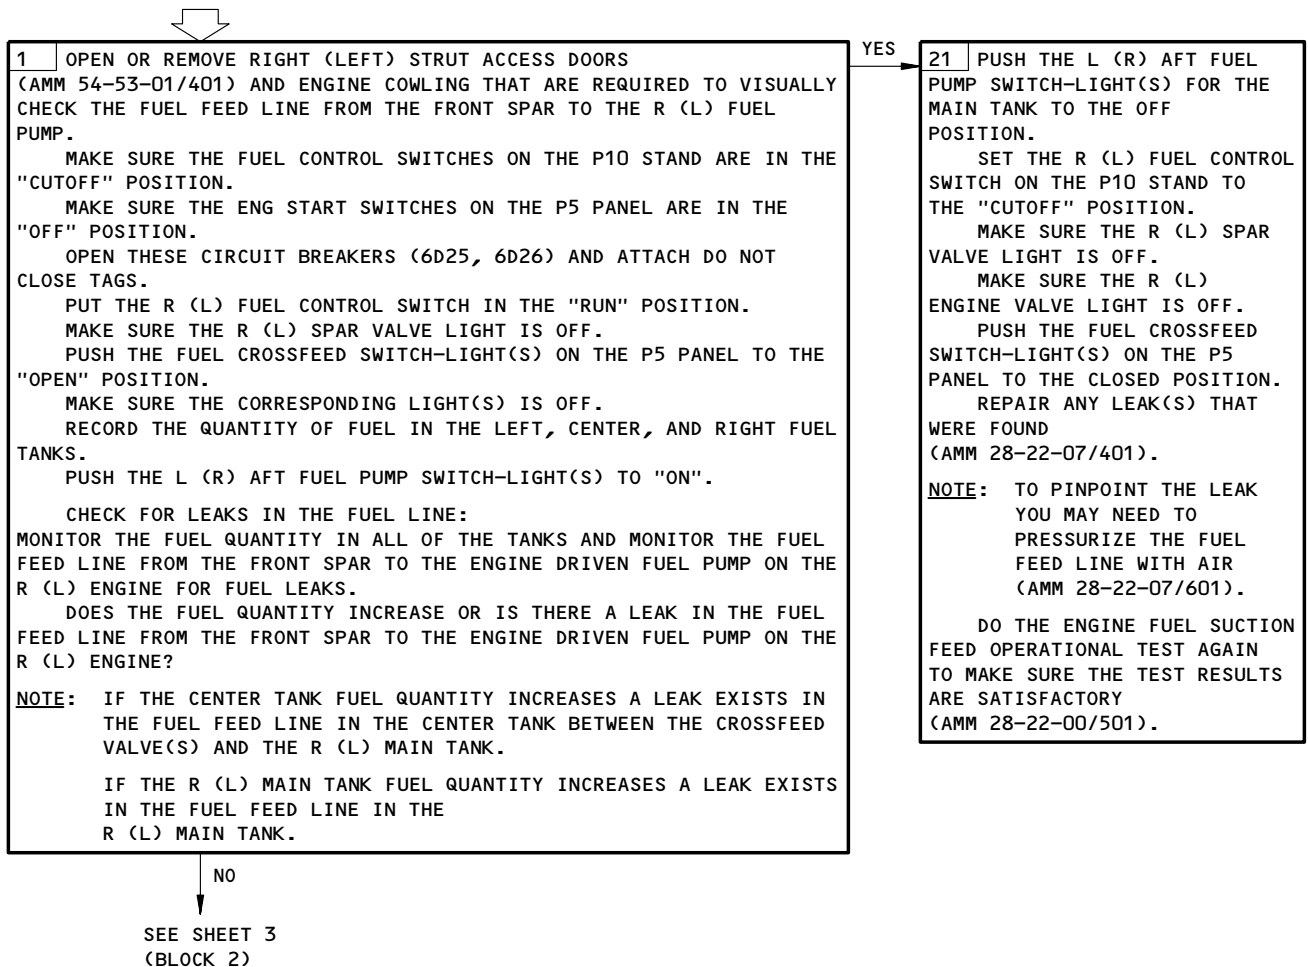 1 OPEN OR REMOVE RIGHT (LEFT) STRUT ACCESS DOORS
(AMM 54-53-01/401) AND ENGINE COWLING THAT ARE REQUIRED TO VISUALLY
CHECK THE FUEL FEED LINE FROM THE FRONT SPAR TO THE R (L) FUEL
PUMP.
MAKE SURE THE FUEL CONTROL SWITCHES ON THE P10 STAND ARE IN THE
"CUTOFF" POSITION.
MAKE SURE THE ENG START SWITCHES ON THE P5 PANEL ARE IN THE
"OFF" POSITION.
OPEN THESE CIRCUIT BREAKERS (6D25, 6D26) AND ATTACH DO NOT
CLOSE TAGS.
PUT THE R (L) FUEL CONTROL SWITCH IN THE "RUN" POSITION.
MAKE SURE THE R (L) SPAR VALVE LIGHT IS OFF.
PUSH THE FUEL CROSSFEED SWITCH-LIGHT(S) ON THE P5 PANEL TO THE
"OPEN" POSITION.
MAKE SURE THE CORRESPONDING LIGHT(S) IS OFF.
RECORD THE QUANTITY OF FUEL IN THE LEFT, CENTER, AND RIGHT FUEL
TANKS.
PUSH THE L (R) AFT FUEL PUMP SWITCH-LIGHT(S) TO "ON".
CHECK FOR LEAKS IN THE FUEL LINE:
MONITOR THE FUEL QUANTITY IN ALL OF THE TANKS AND MONITOR THE FUEL
FEED LINE FROM THE FRONT SPAR TO THE ENGINE DRIVEN FUEL PUMP ON THE
R (L) ENGINE FOR FUEL LEAKS.
DOES THE FUEL QUANTITY INCREASE OR IS THERE A LEAK IN THE FUEL
FEED LINE FROM THE FRONT SPAR TO THE ENGINE DRIVEN FUEL PUMP ON THE
R (L) ENGINE?
NOTE: IF THE CENTER TANK FUEL QUANTITY INCREASES A LEAK EXISTS IN
THE FUEL FEED LINE IN THE CENTER TANK BETWEEN THE CROSSFEED
VALVE(S) AND THE R (L) MAIN TANK.
IF THE R (L) MAIN TANK FUEL QUANTITY INCREASES A LEAK EXISTS
IN THE FUEL FEED LINE IN THE
R (L) MAIN TANK.
YES
21 PUSH THE L (R) AFT FUEL
PUMP SWITCH-LIGHT(S) FOR THE
MAIN TANK TO THE OFF
POSITION.
SET THE R (L) FUEL CONTROL
SWITCH ON THE P10 STAND TO
THE "CUTOFF" POSITION.
MAKE SURE THE R (L) SPAR
VALVE LIGHT IS OFF.
MAKE SURE THE R (L)
ENGINE VALVE LIGHT IS OFF.
PUSH THE FUEL CROSSFEED
SWITCH-LIGHT(S) ON THE P5
PANEL TO THE CLOSED POSITION.
REPAIR ANY LEAK(S) THAT
WERE FOUND
(AMM 28-22-07/401).
NOTE: TO PINPOINT THE LEAK
YOU MAY NEED TO
PRESSURIZE THE FUEL
FEED LINE WITH AIR
(AMM 28-22-07/601).
DO THE ENGINE FUEL SUCTION
FEED OPERATIONAL TEST AGAIN
TO MAKE SURE THE TEST RESULTS
ARE SATISFACTORY
(AMM 28-22-00/501).
NO
SEE SHEET 3
(BLOCK 2)